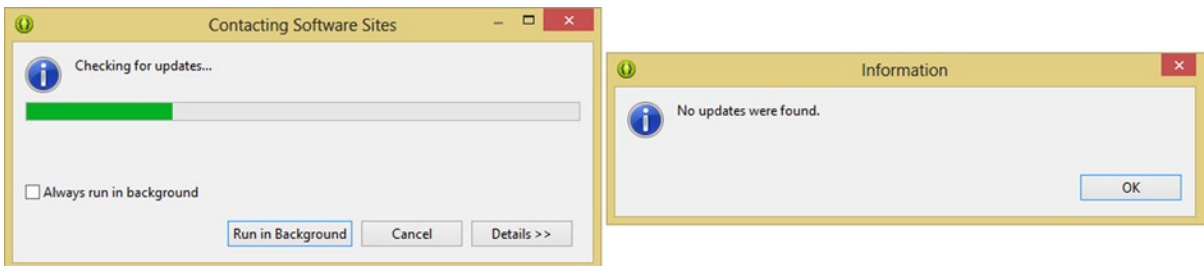 Contacting Software Sites
Checking for updates...
Always run in background
Run in Background Cancel Details >>
Information
No updates were found.
OK